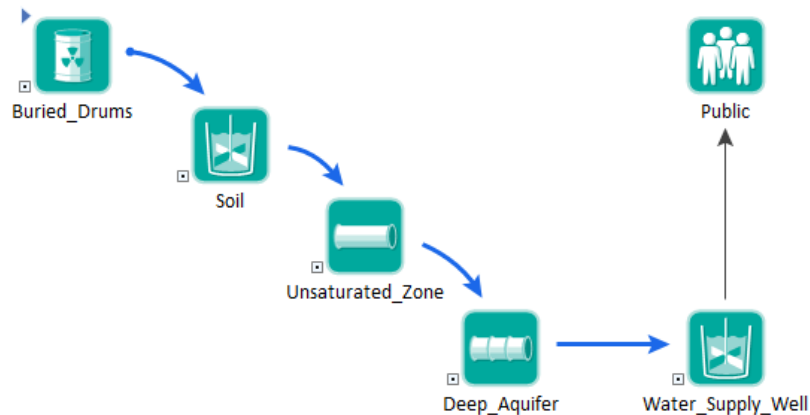 Buried_Drums
Public
Soil
Unsaturated_Zone
Deep_Aquifer
Water_Supply_Well